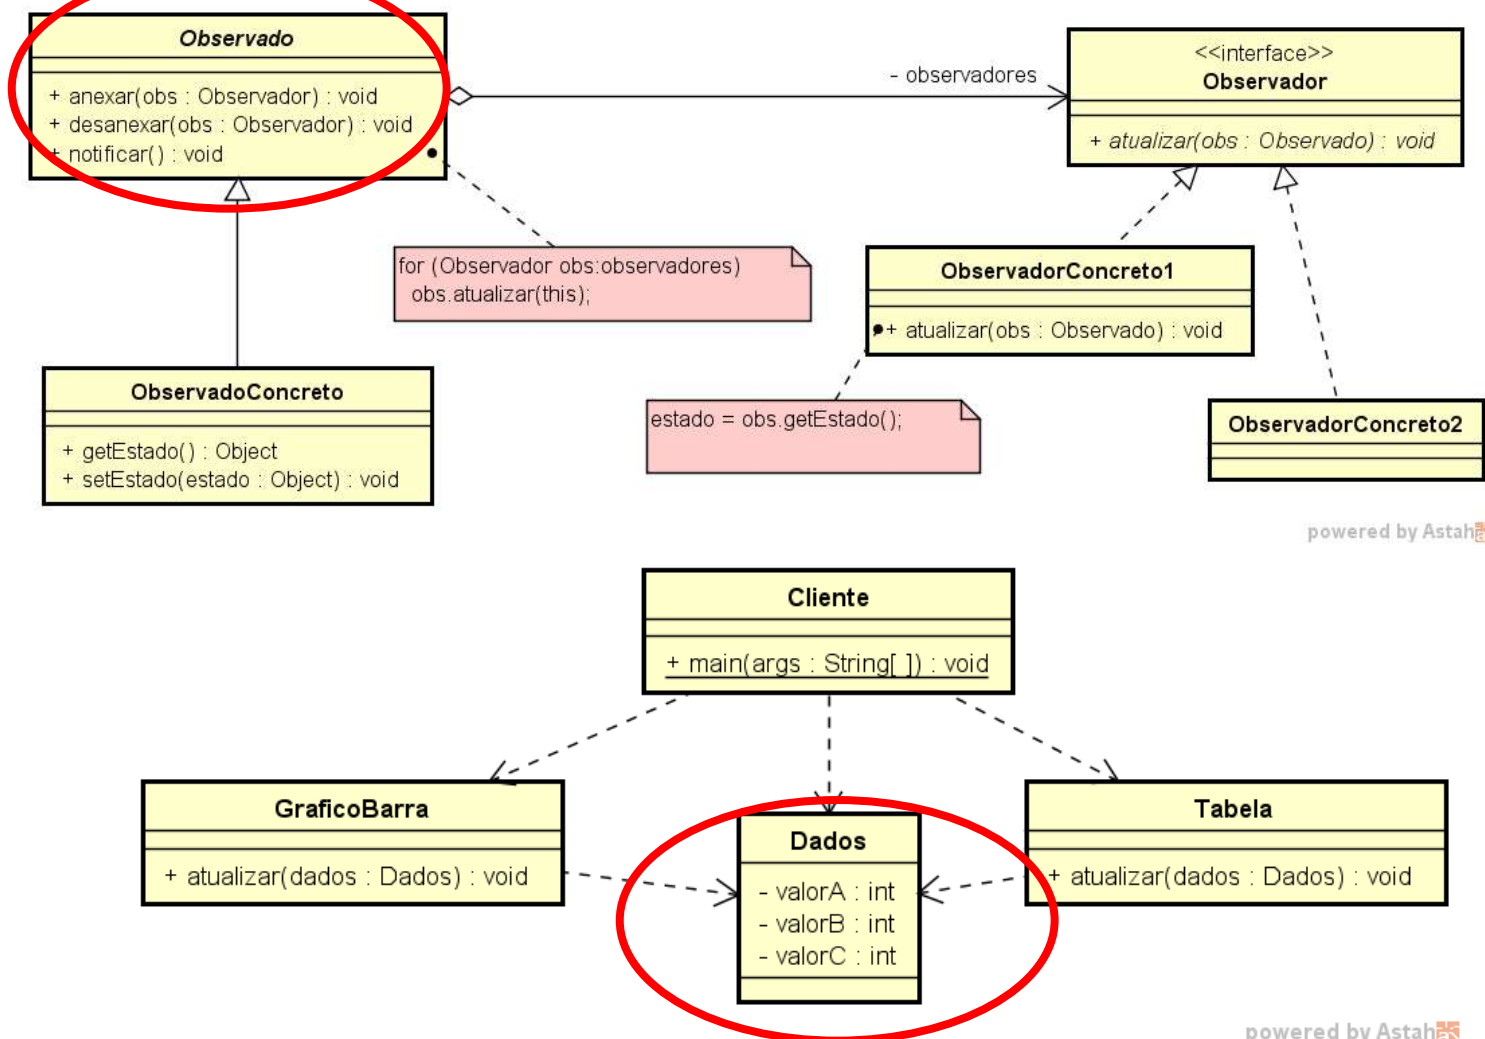 Observado
+ anexar(obs : Observador) : void
+ desanexar(obs : Observador) : void
+ notificar() : void
- observadores
<<interface>>
Observador
+ atualizar(obs : Observado) : void
for (Observador obs:observadores)
obs.atualizar(this);
ObservadorConcreto1
+ atualizar(obs : Observado) : void
ObservadoConcreto
+ getEstado() : Object
+ setEstado(estado : Object) : void
estado = obs.getEstado();
ObservadorConcreto2
powered by Astah
Cliente
+ main(args : String[ ]) : void
GraficoBarra
+ atualizar(dados : Dados) : void
Dados
- valorA : int
- valorB : int
- valorC : int
Tabela
+ atualizar(dados : Dados) : void
powered by Astah